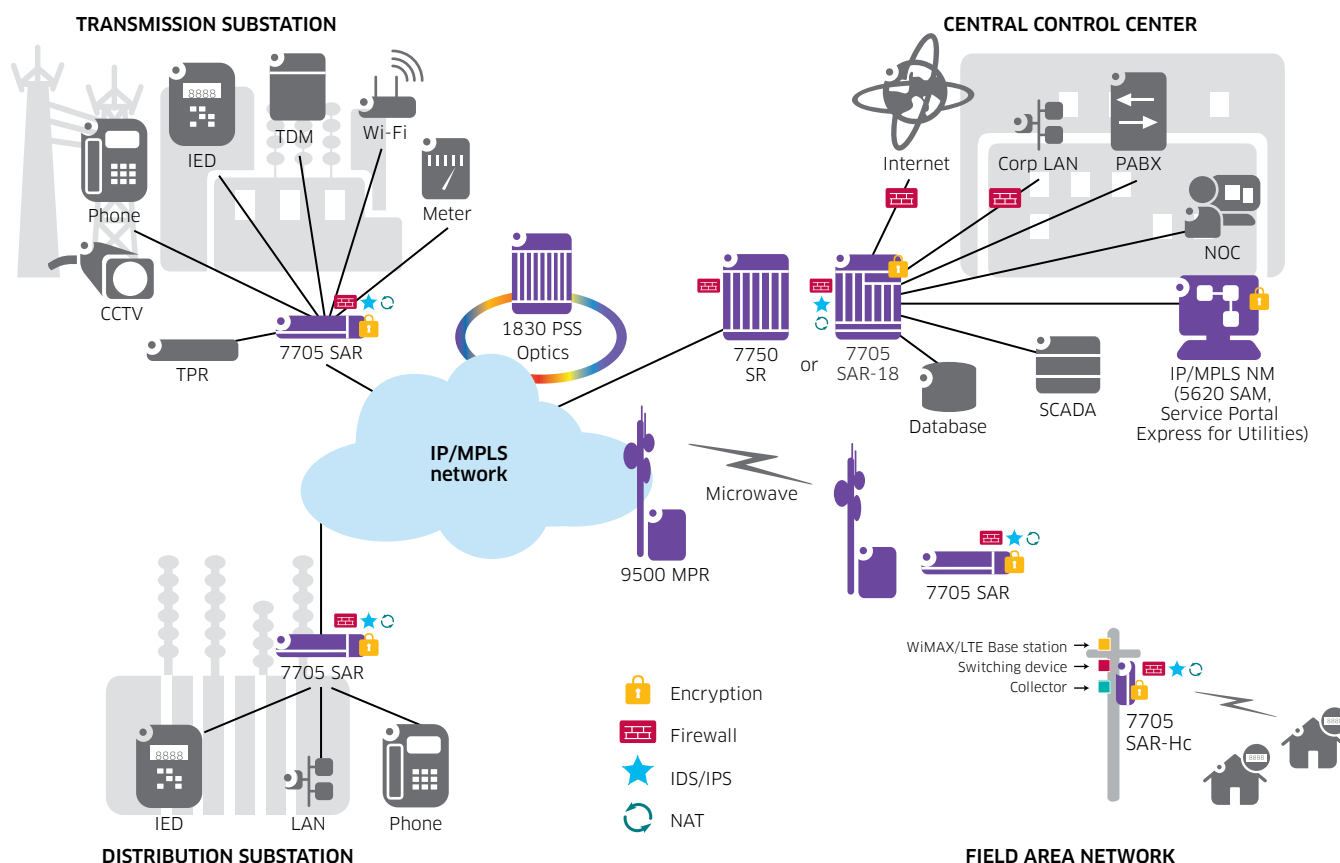 TRANSMISSION SUBSTATION
CENTRAL CONTROL CENTER
8888
IED
TDM
Wi-Fi
Phone
Meter
CCTV
TPR
7705 SAR
1830 PSS
Optics
Internet
Corp LAN
PABX
NOC
7750
SR
or
7705
SAR-18
Database
SCADA
IP/MPLS NM
(5620 SAM,
Service Portal
Express for Utilities)
IP/MPLS
network
Microwave
9500 MPR
7705 SAR
7705 SAR
8888
IED
LAN
Phone
DISTRIBUTION SUBSTATION
Encryption
Firewall
IDS/IPS
NAT
WiMAX/LTE Base station
Switching device
Collector
7705
SAR-Hc
8888
8888
FIELD AREA NETWORK